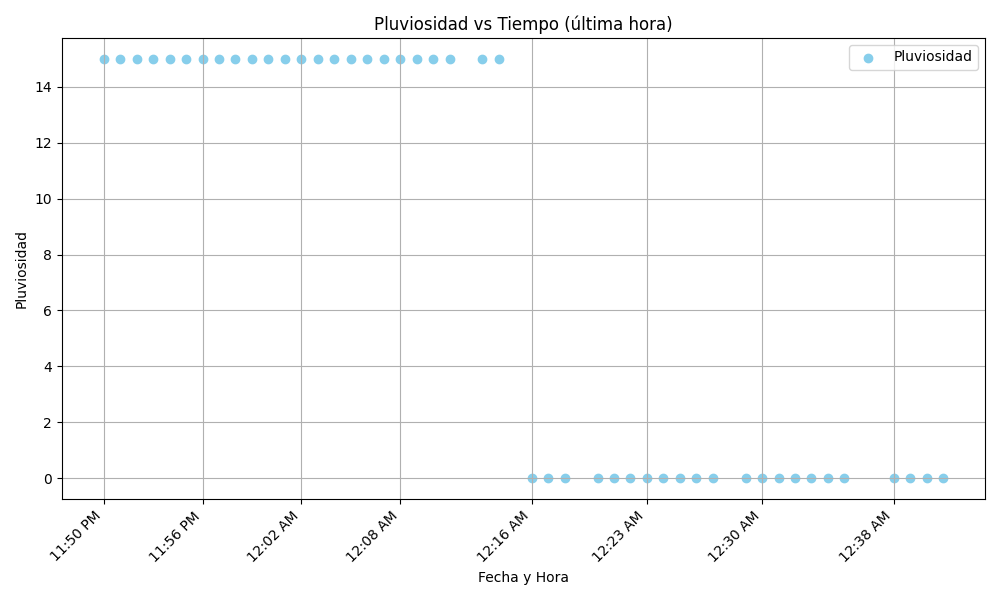 Pluviosidad vs Tiempo (última hora)
Pluviosidad
14
12
10
8
6
4
2
0
Pluviosidad
11:50 PM
11:56 PM
12:02 AM
12:08 AM
12:16 AM
12:23 AM
12:30 AM
12:38 AM
Fecha y Hora